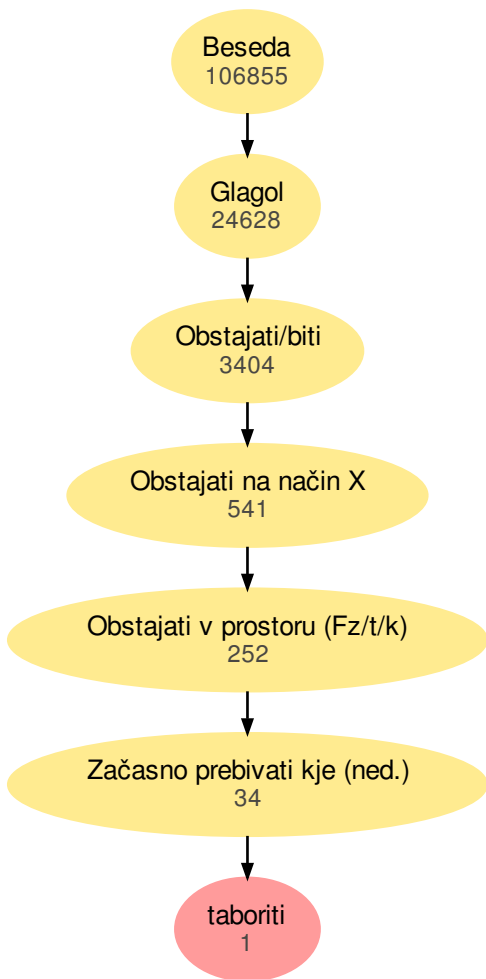 Beseda
106855
Glagol
24628
Obstajati/biti
3404
Obstajati na način X
541
Obstajati v prostoru (Fz/t/k)
252
Začasno prebivati kje (ned.)
34
taboriti
1